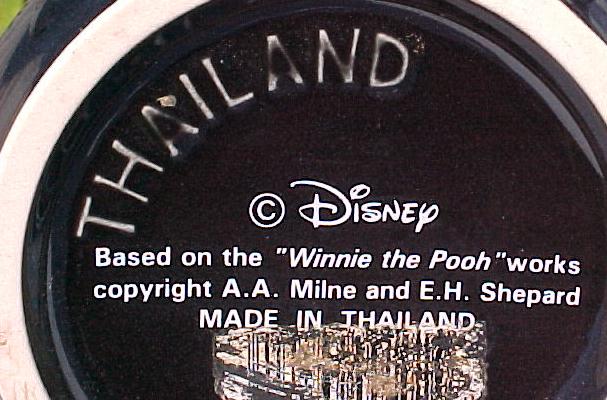 THAILAND
© Disney
Based on the "Winnie the Pooh" works
copyright A.A. Milne and E.H. Shepard
MADE IN THAILAND